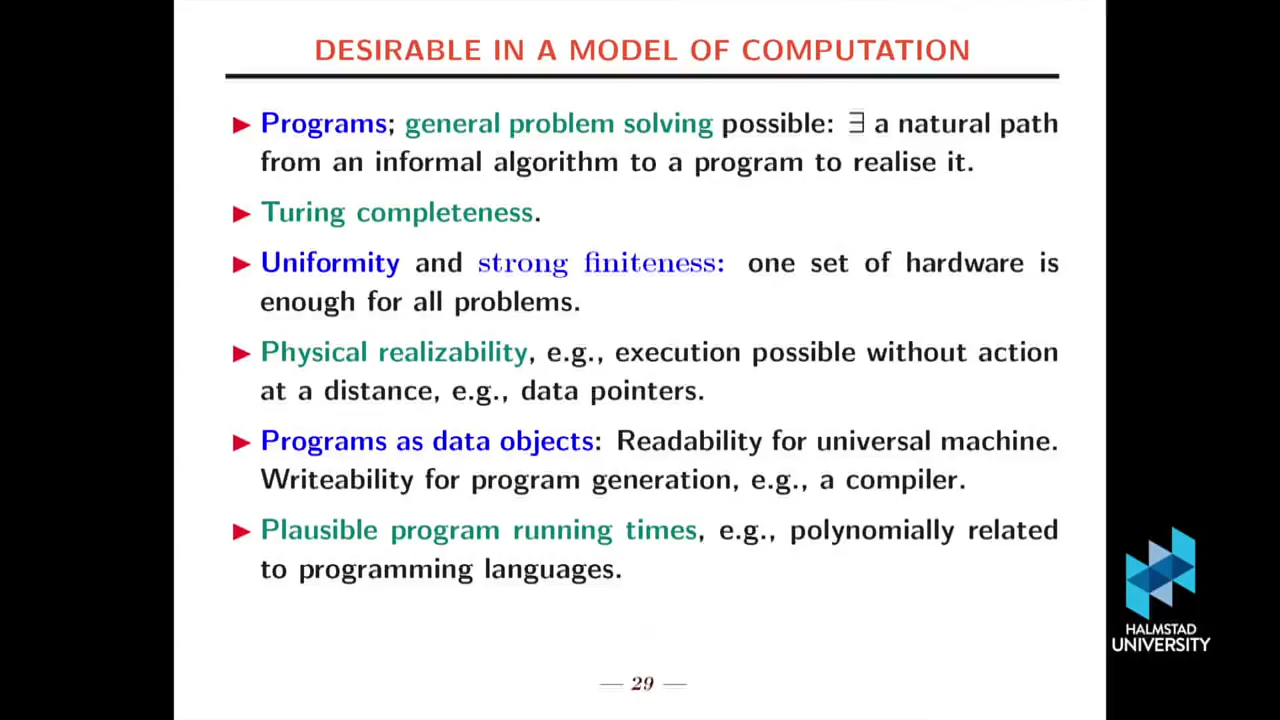 DESIRABLE IN A MODEL OF COMPUTATION
▶ Programs; general problem solving possible: ∃ a natural path
from an informal algorithm to a program to realise it.
▶ Turing completeness.
▶ Uniformity and strong finiteness: one set of hardware is
enough for all problems.
▶ Physical realizability, e.g., execution possible without action
at a distance, e.g., data pointers.
▶ Programs as data objects: Readability for universal machine.
Writeability for program generation, e.g., a compiler.
▶ Plausible program running times, e.g., polynomially related
to programming languages.
HALMSTAD
UNIVERSITY
— 29 —